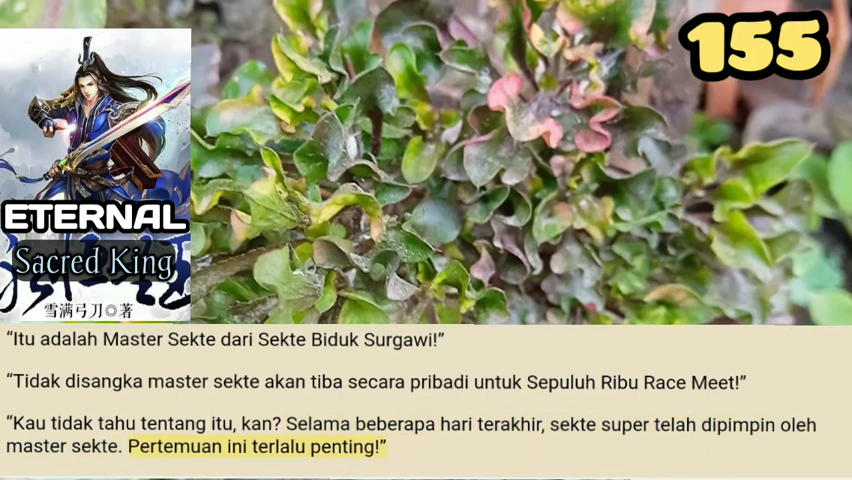 155
ETERNAL
Sacred King
雪满弓刀◎著
“Itu adalah Master Sekte dari Sekte Biduk Surgawi!”
“Tidak disangka master sekte akan tiba secara pribadi untuk Sepuluh Ribu Race Meet!”
“Kau tidak tahu tentang itu, kan? Selama beberapa hari terakhir, sekte super telah dipimpin oleh
master sekte. Pertemuan ini terlalu penting!”